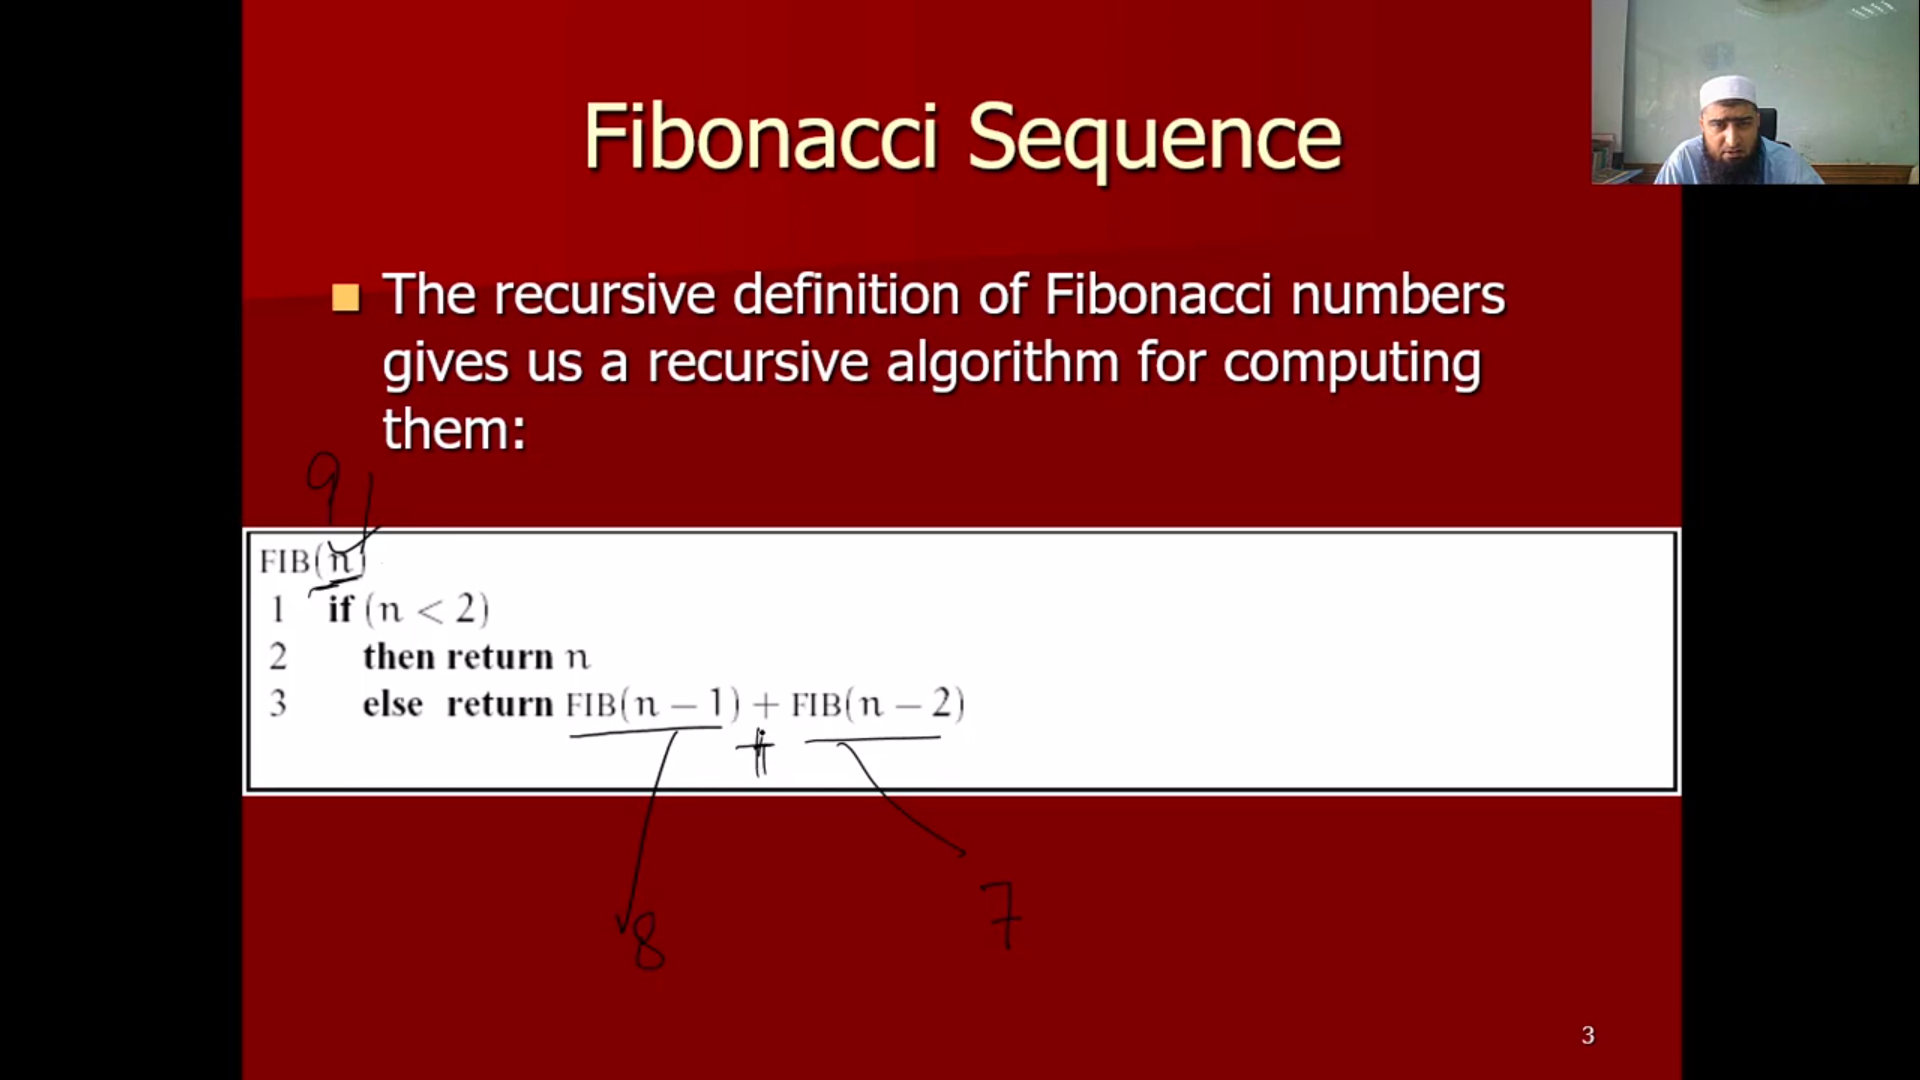 Fibonacci Sequence
The recursive definition of Fibonacci numbers
gives us a recursive algorithm for computing
them:
9
FIB(n)
1 if (n < 2)
2 then return n
3 else return FIB(n − 1) + FIB(n − 2)
+
8
7
3